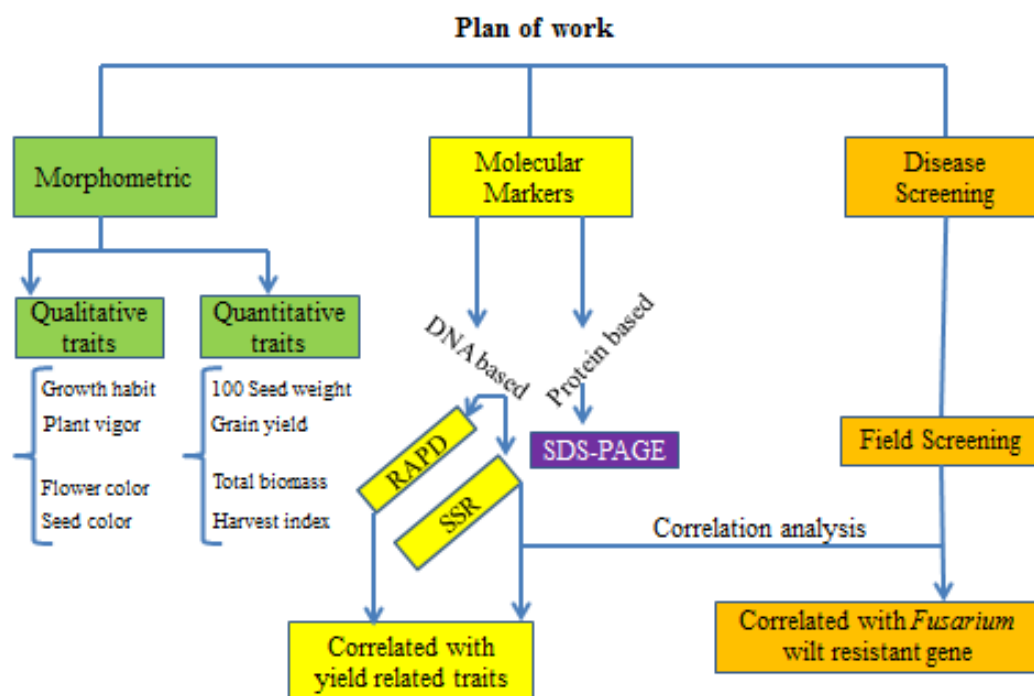 Plan of work
Morphometric
Molecular
Markers
Disease
Screening
Qualitative
traits
Quantitative
traits
DNA based
Protein based
Growth habit
Plant vigor
Flower color
Seed color
100 Seed weight
Grain yield
Total biomass
Harvest index
RAPD
SSR
SDS-PAGE
Field Screening
Correlation analysis
Correlated with
yield related traits
Correlated with Fusarium
wilt resistant gene